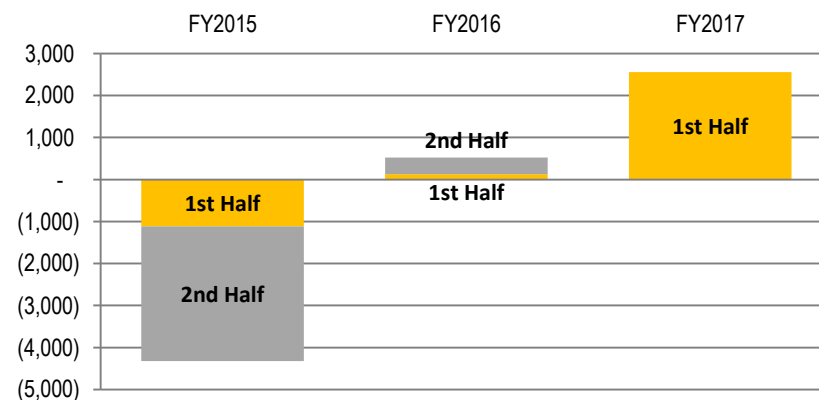 FY2015 FY2016 FY2017
3,000
2,000
1,000
-
(1,000)
(2,000)
(3,000)
(4,000)
(5,000)
1st Half
2nd Half
2nd Half
1st Half
1st Half